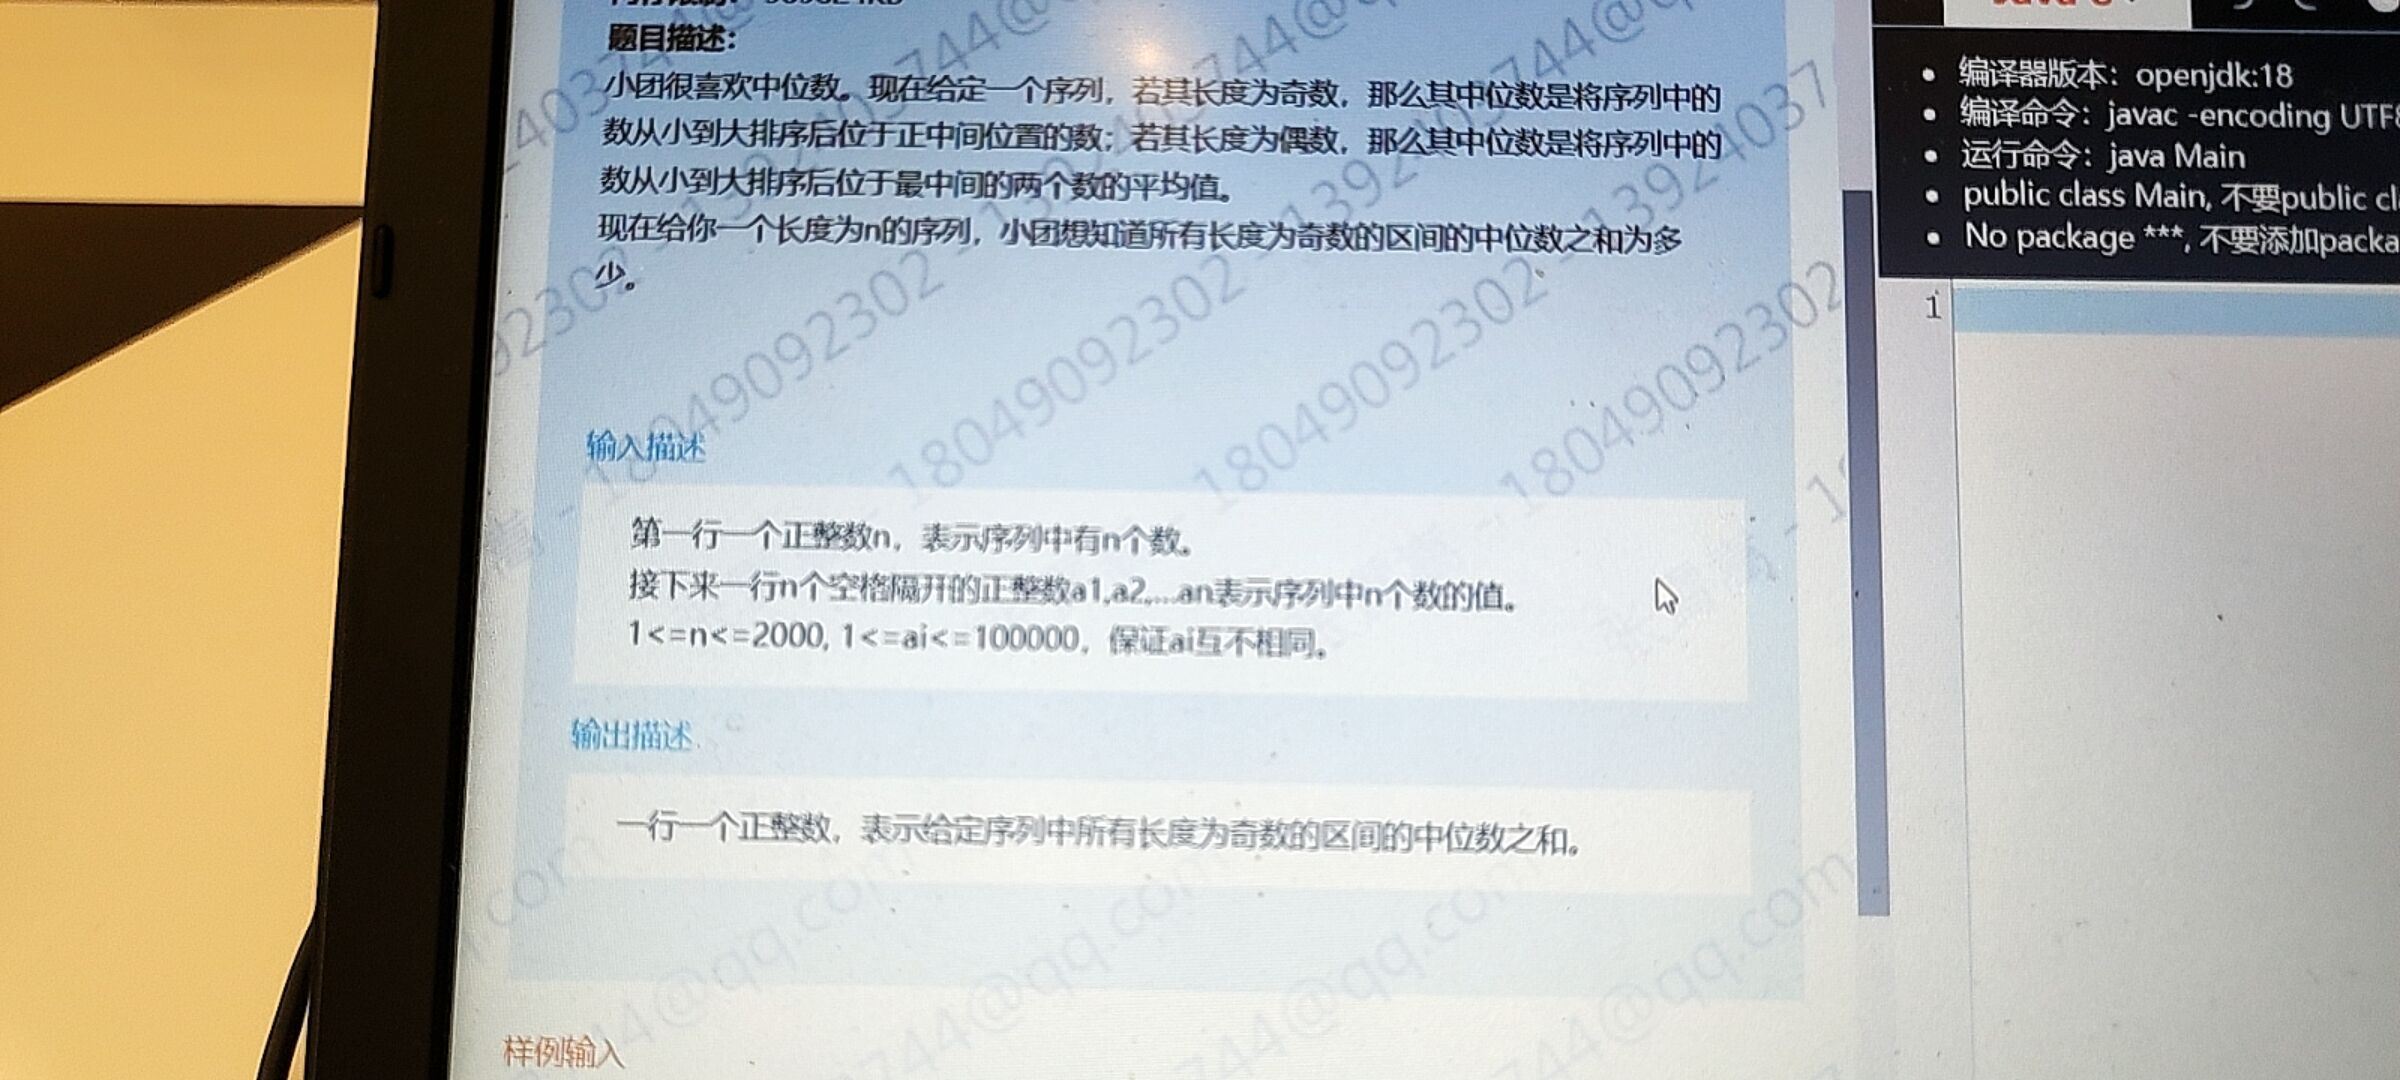 题目描述:
小团很喜欢中位数。现在给定一个序列，若其长度为奇数，那么其中位数是将序列中的
数从小到大排序后位于正中间位置的数；若其长度为偶数，那么其中位数是将序列中的
数从小到大排序后位于最中间的两个数的平均值。
现在给你一个长度为n的序列，小团想知道所有长度为奇数的区间的中位数之和为多
少。
输入描述
第一行一个正整数n，表示序列中有n个数。
接下来一行n个空格隔开的正整数a1,a2,...an表示序列中n个数的值。
1<=n<=2000, 1<=ai<=100000，保证ai互不相同。
输出描述
一行一个正整数，表示给定序列中所有长度为奇数的区间的中位数之和。
样例输入
编译器版本：openjdk:18
编译命令：javac -encoding UTF8
运行命令：java Main
public class Main, 不要public cl
No package ***, 不要添加packa
1
18049092302
18049092302
18049092302
18049092302
@qq.com
@qq.com
@qq.com
@qq.com